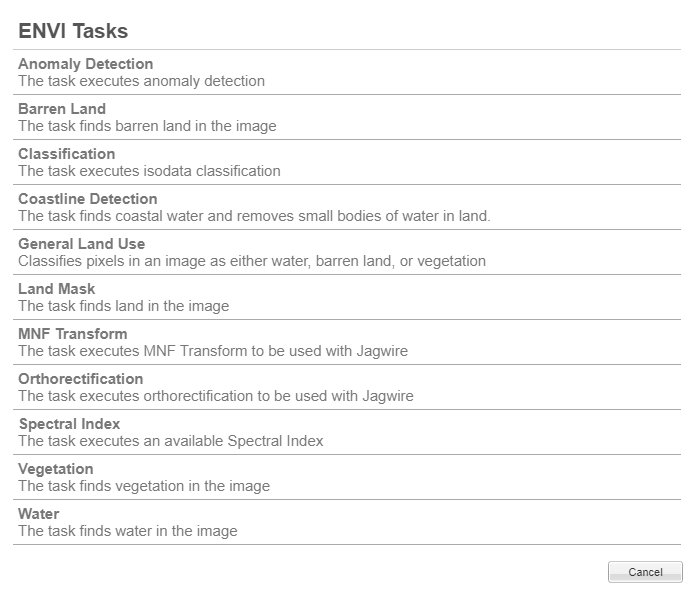 ENVI Tasks
Anomaly Detection
The task executes anomaly detection
Barren Land
The task finds barren land in the image
Classification
The task executes isodata classification
Coastline Detection
The task finds coastal water and removes small bodies of water in land.
General Land Use
Classifies pixels in an image as either water, barren land, or vegetation
Land Mask
The task finds land in the image
MNF Transform
The task executes MNF Transform to be used with Jagwire
Orthorectification
The task executes orthorectification to be used with Jagwire
Spectral Index
The task executes an available Spectral Index
Vegetation
The task finds vegetation in the image
Water
The task finds water in the image
Cancel